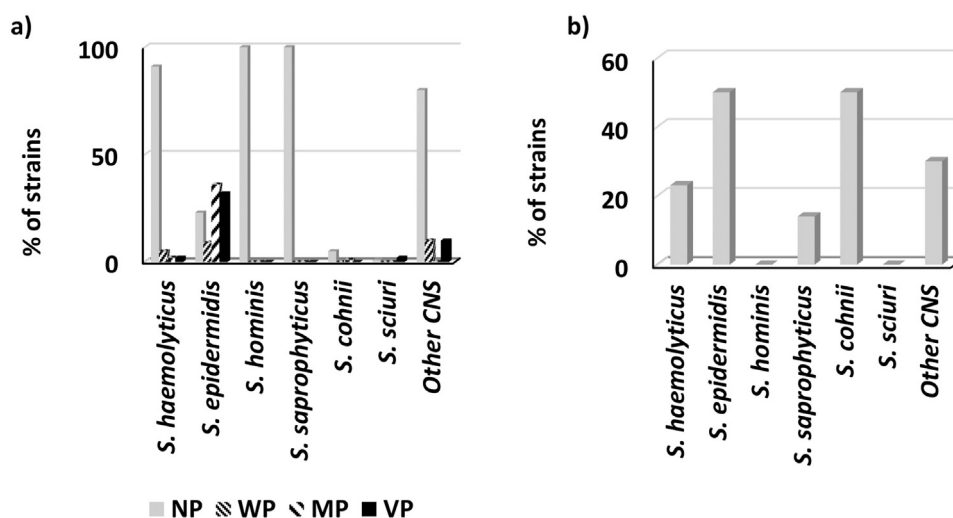 a)
% of strains
100
50
0
S. haemolyticus
S. epidermidis
S. hominis
S. saprophyticus
S. cohnii
S. sciuri
Other CNS
NP WP MP VP
b)
% of strains
60
40
20
0
S. haemolyticus
S. epidermidis
S. hominis
S. saprophyticus
S. cohnii
S. sciuri
Other CNS